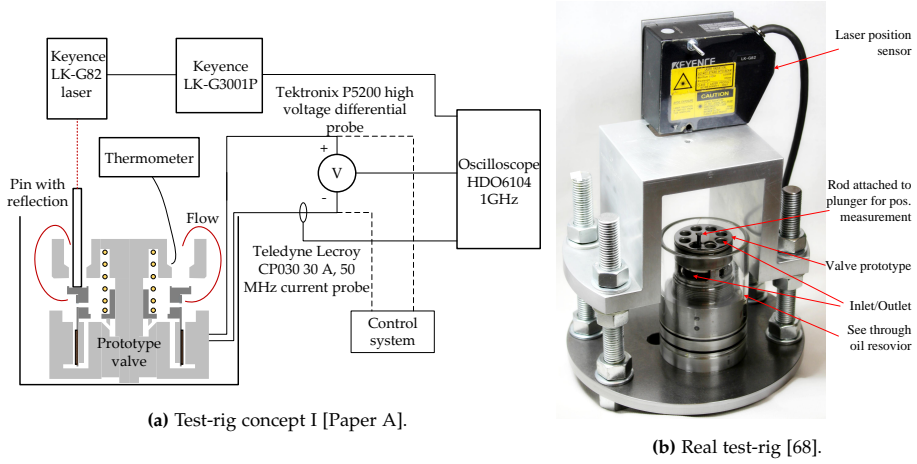 Keyence
LK-G82
laser
Keyence
LK-G3001P
Tektronix P5200 high
voltage differential
probe
Thermometer
+
V
-
Oscilloscope
HDO6104
1GHz
Pin with
reflection
Flow
Teledyne Lecroy
CP030 30 A, 50
MHz current probe
Prototype
valve
Control
system
(a) Test-rig concept I [Paper A].
KEYENCE
LK-G82
CAUTION
Laser position
sensor
Rod attached to
plunger for pos.
measurement
Valve prototype
Inlet/Outlet
See through
oil resovior
(b) Real test-rig [68].